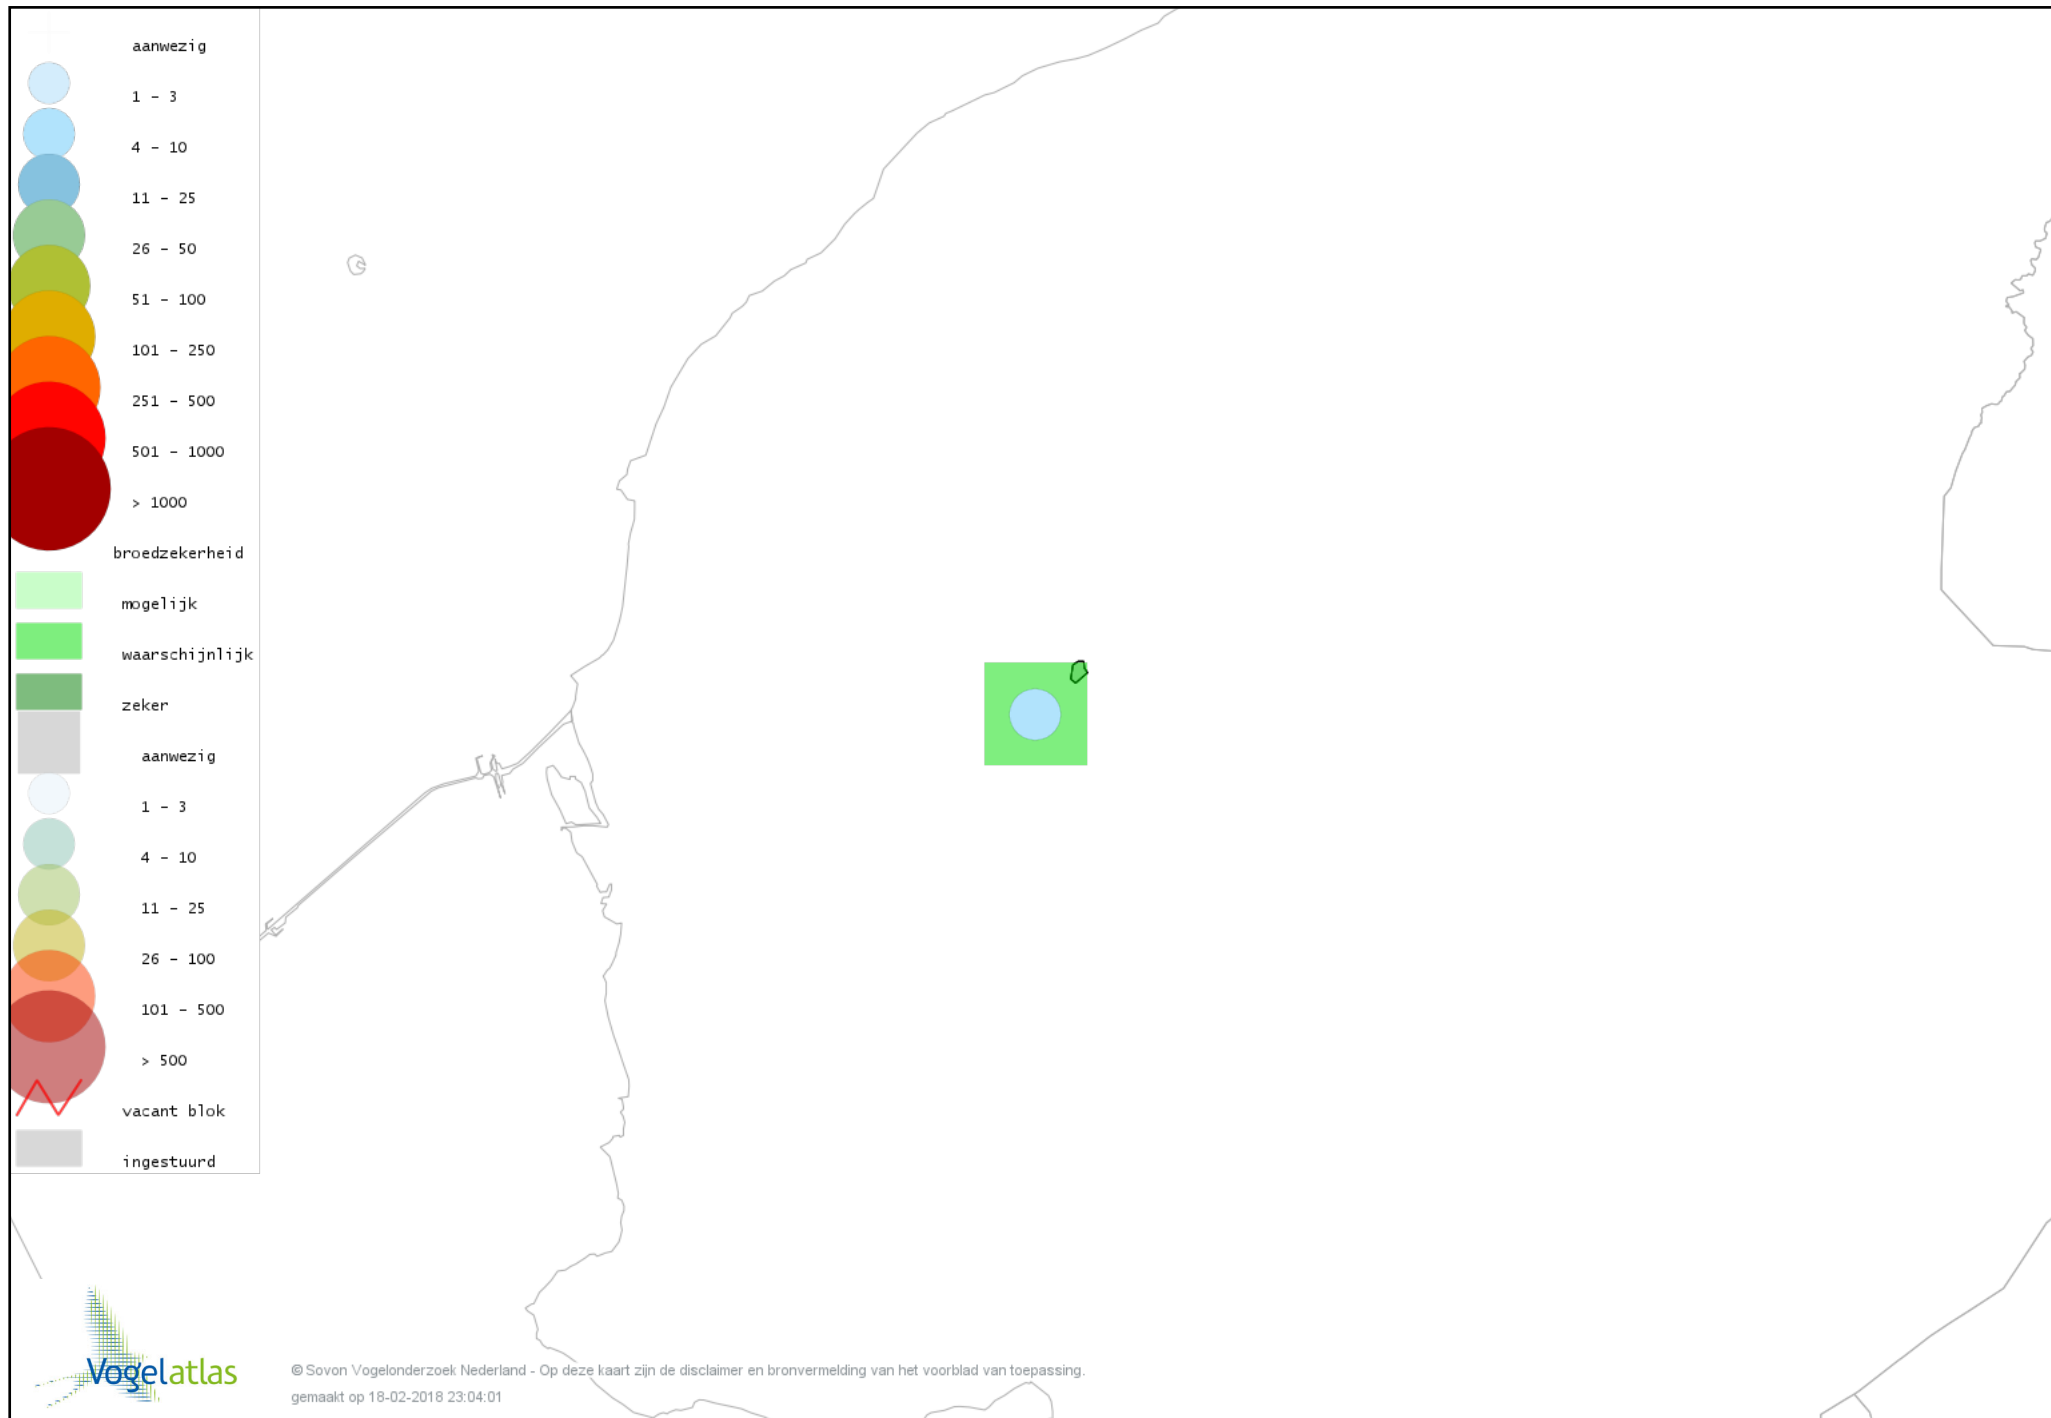 aanwezig
1 - 3
4 - 10
11 - 25
26 - 50
51 - 100
101 - 250
251 - 500
501 - 1000
> 1000
broedzekerheid
mogelijk
waarschijnlijk
zeker
aanwezig
1 - 3
4 - 10
11 - 25
26 - 100
101 - 500
> 500
vacant blok
ingestuurd
Vogelatlas
© Sovon Vogelonderzoek Nederland - Op deze kaart zijn de disclaimer en bronvermelding van het voorblad van toepassing.
gemaakt op 18-02-2018 23:04:01